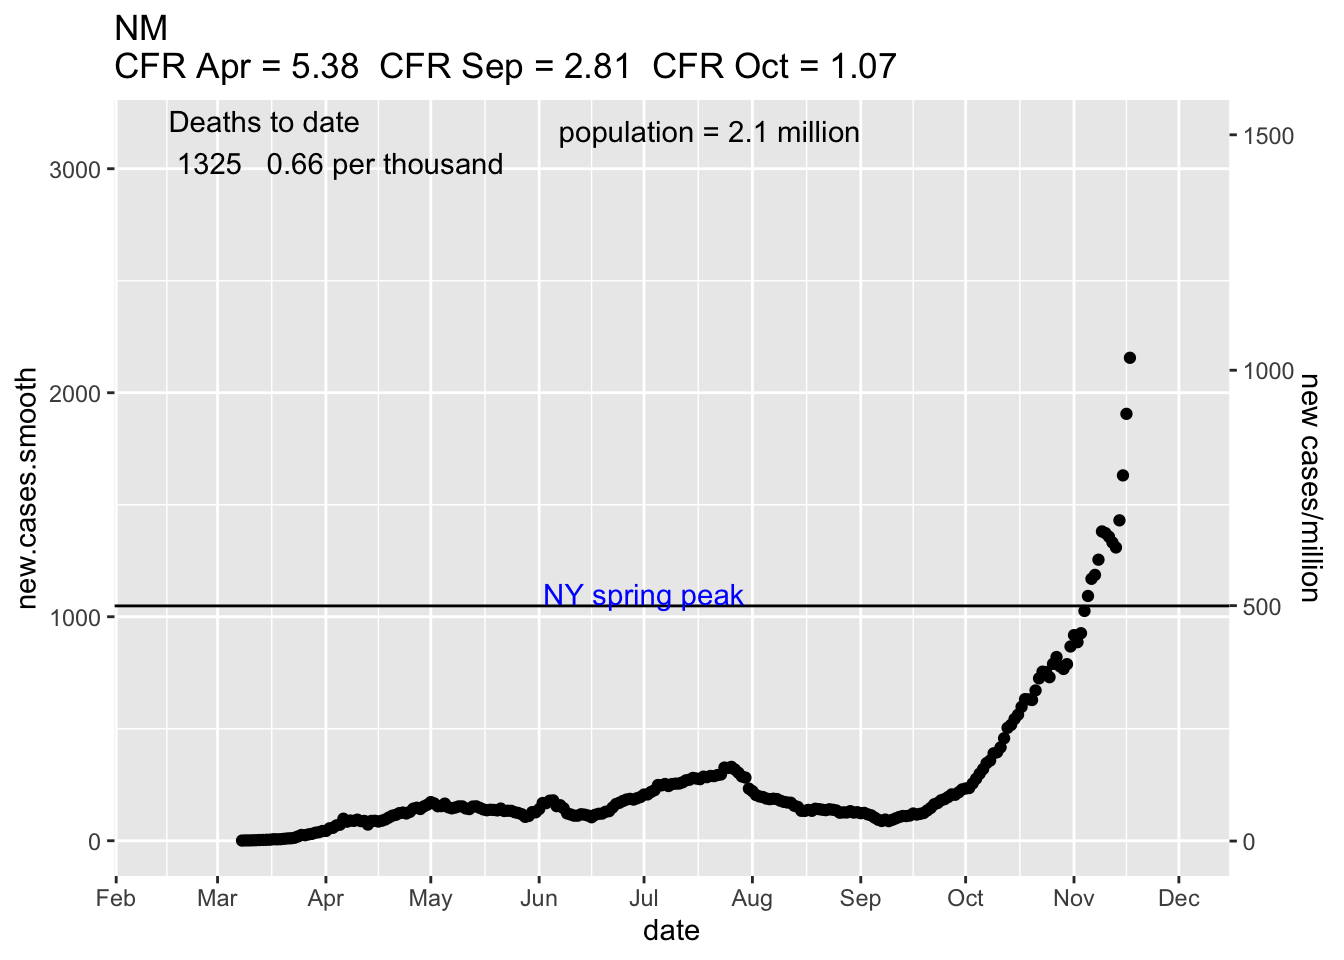 NM
CFR Apr = 5.38  CFR Sep = 2.81  CFR Oct = 1.07
Deaths to date
1325   0.66 per thousand
population = 2.1 million
new.cases.smooth
3000
2000
1000
0
NY spring peak
1500
1000
500
0
new cases/million
Feb Mar Apr May Jun Jul Aug Sep Oct Nov Dec
date